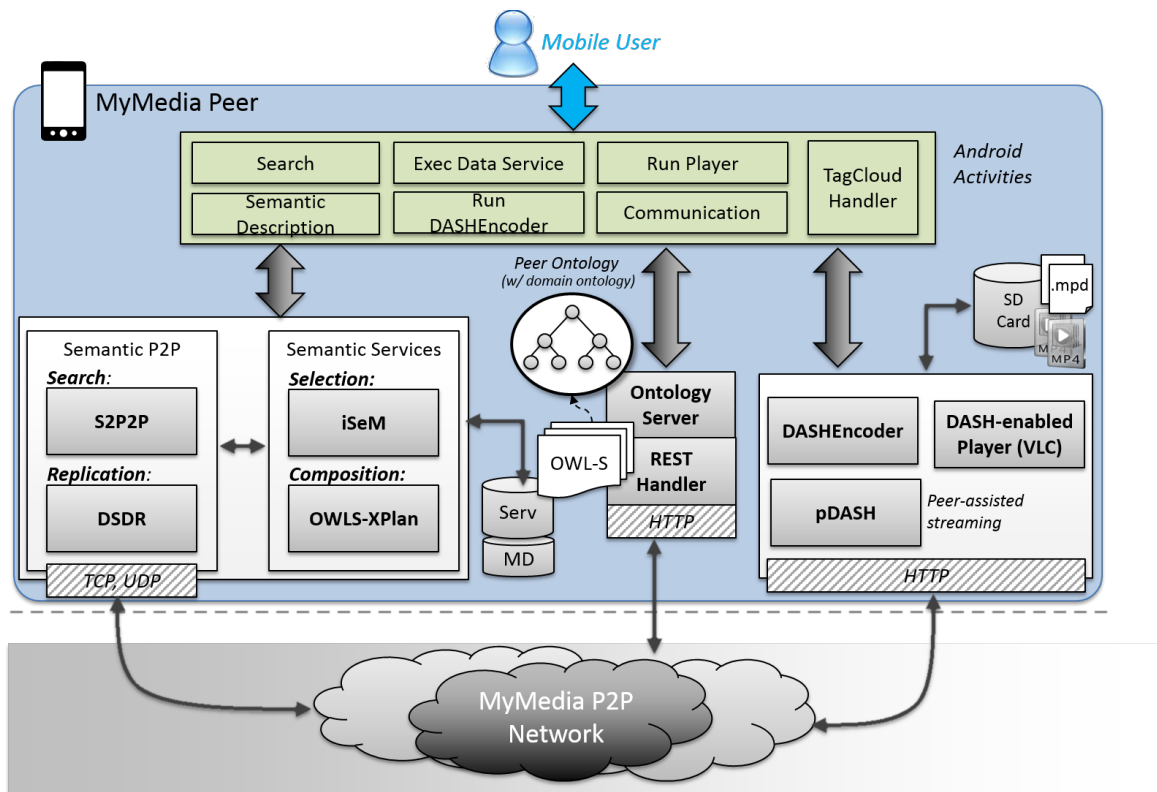 Mobile User
MyMedia Peer
Search
Exec Data Service
Run Player
TagCloud
Handler
Semantic
Description
Run
DASHEncoder
Communication
Android
Activities
Peer Ontology
(w/ domain ontology)
SD
Card
.mpd
MP4
MP4
Semantic P2P
Search:
S2P2P
Replication:
DSDR
Semantic Services
Selection:
iSeM
Composition:
OWLS-XPlan
TCP, UDP
Serv
MD
OWL-S
Ontology
Server
REST
Handler
HTTP
DASHEncoder
DASH-enabled
Player (VLC)
pDASH
Peer-assisted
streaming
HTTP
MyMedia P2P
Network